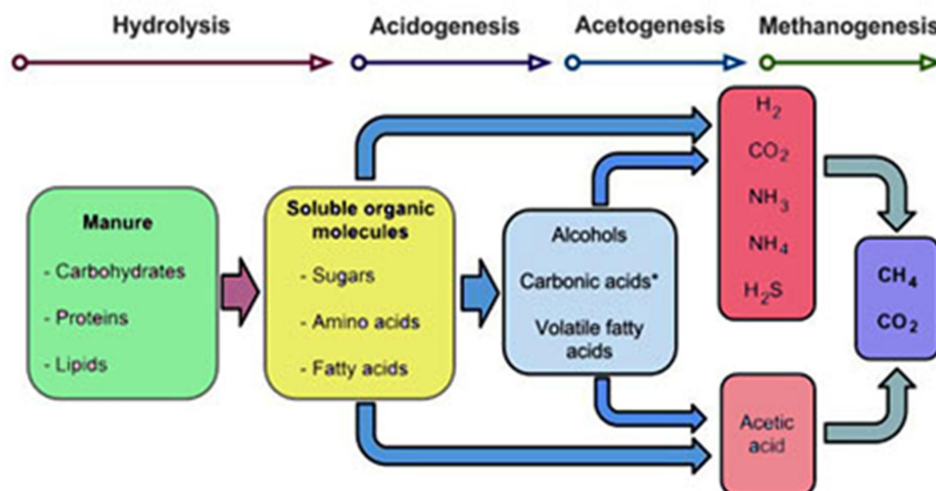 Hydrolysis
Acidogenesis
Acetogenesis
Methanogenesis
Manure
- Carbohydrates
- Proteins
- Lipids
Soluble organic
molecules
- Sugars
- Amino acids
- Fatty acids
Alcohols
Carbonic acids*
Volatile fatty
acids
H₂
CO₂
NH₃
NH₄
H₂S
Acetic
acid
CH₄
CO₂